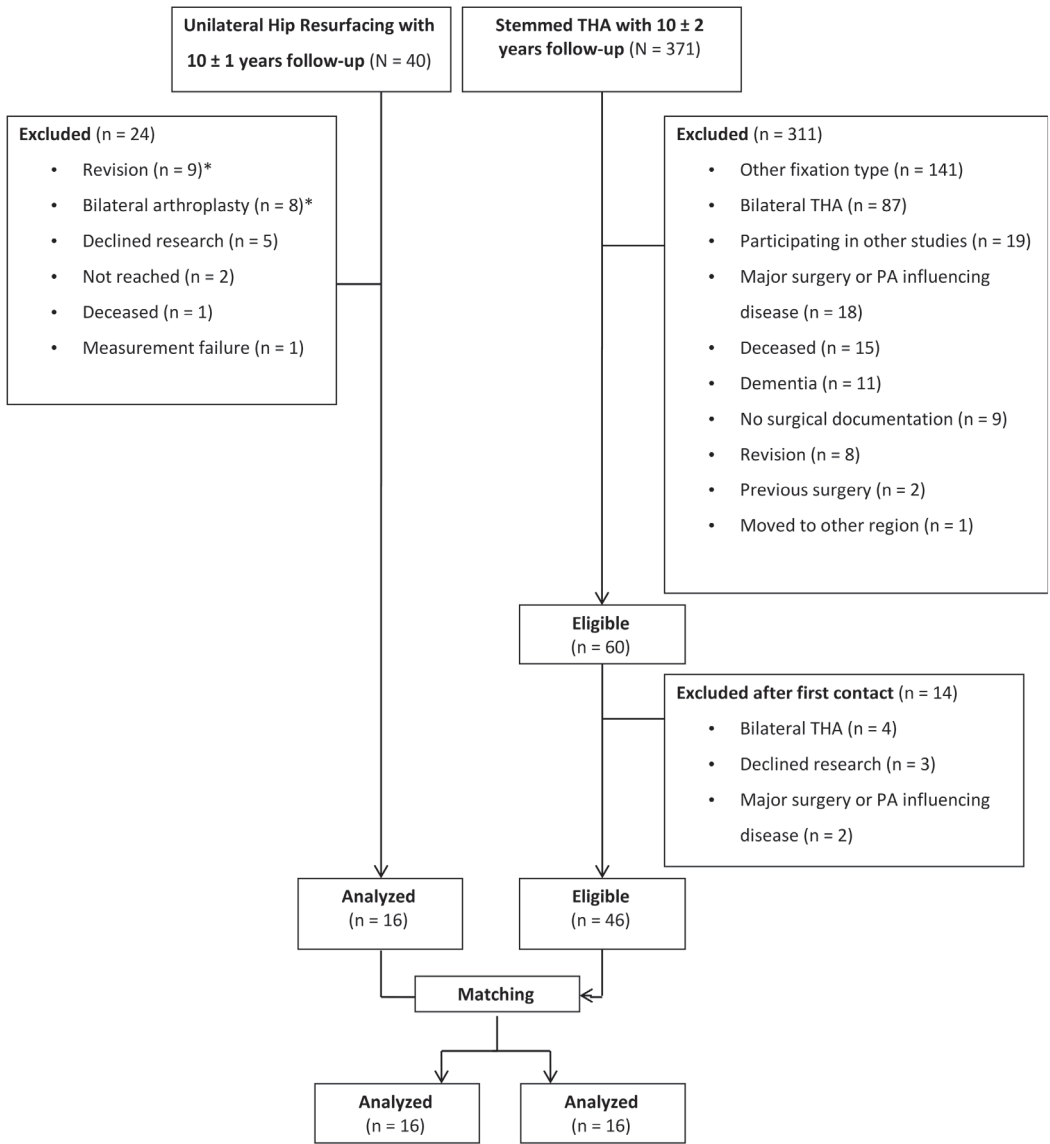 Unilateral Hip Resurfacing with
10 ± 1 years follow-up (N = 40)
Stemmed THA with 10 ± 2
years follow-up (N = 371)
Excluded (n = 24)
• Revision (n = 9)*
• Bilateral arthroplasty (n = 8)*
• Declined research (n = 5)
• Not reached (n = 2)
• Deceased (n = 1)
• Measurement failure (n = 1)
Excluded (n = 311)
• Other fixation type (n = 141)
• Bilateral THA (n = 87)
• Participating in other studies (n = 19)
• Major surgery or PA influencing
disease (n = 18)
• Deceased (n = 15)
• Dementia (n = 11)
• No surgical documentation (n = 9)
• Revision (n = 8)
• Previous surgery (n = 2)
• Moved to other region (n = 1)
Eligible
(n = 60)
Excluded after first contact (n = 14)
• Bilateral THA (n = 4)
• Declined research (n = 3)
• Major surgery or PA influencing
disease (n = 2)
Analyzed
(n = 16)
Eligible
(n = 46)
Matching
Analyzed
(n = 16)
Analyzed
(n = 16)